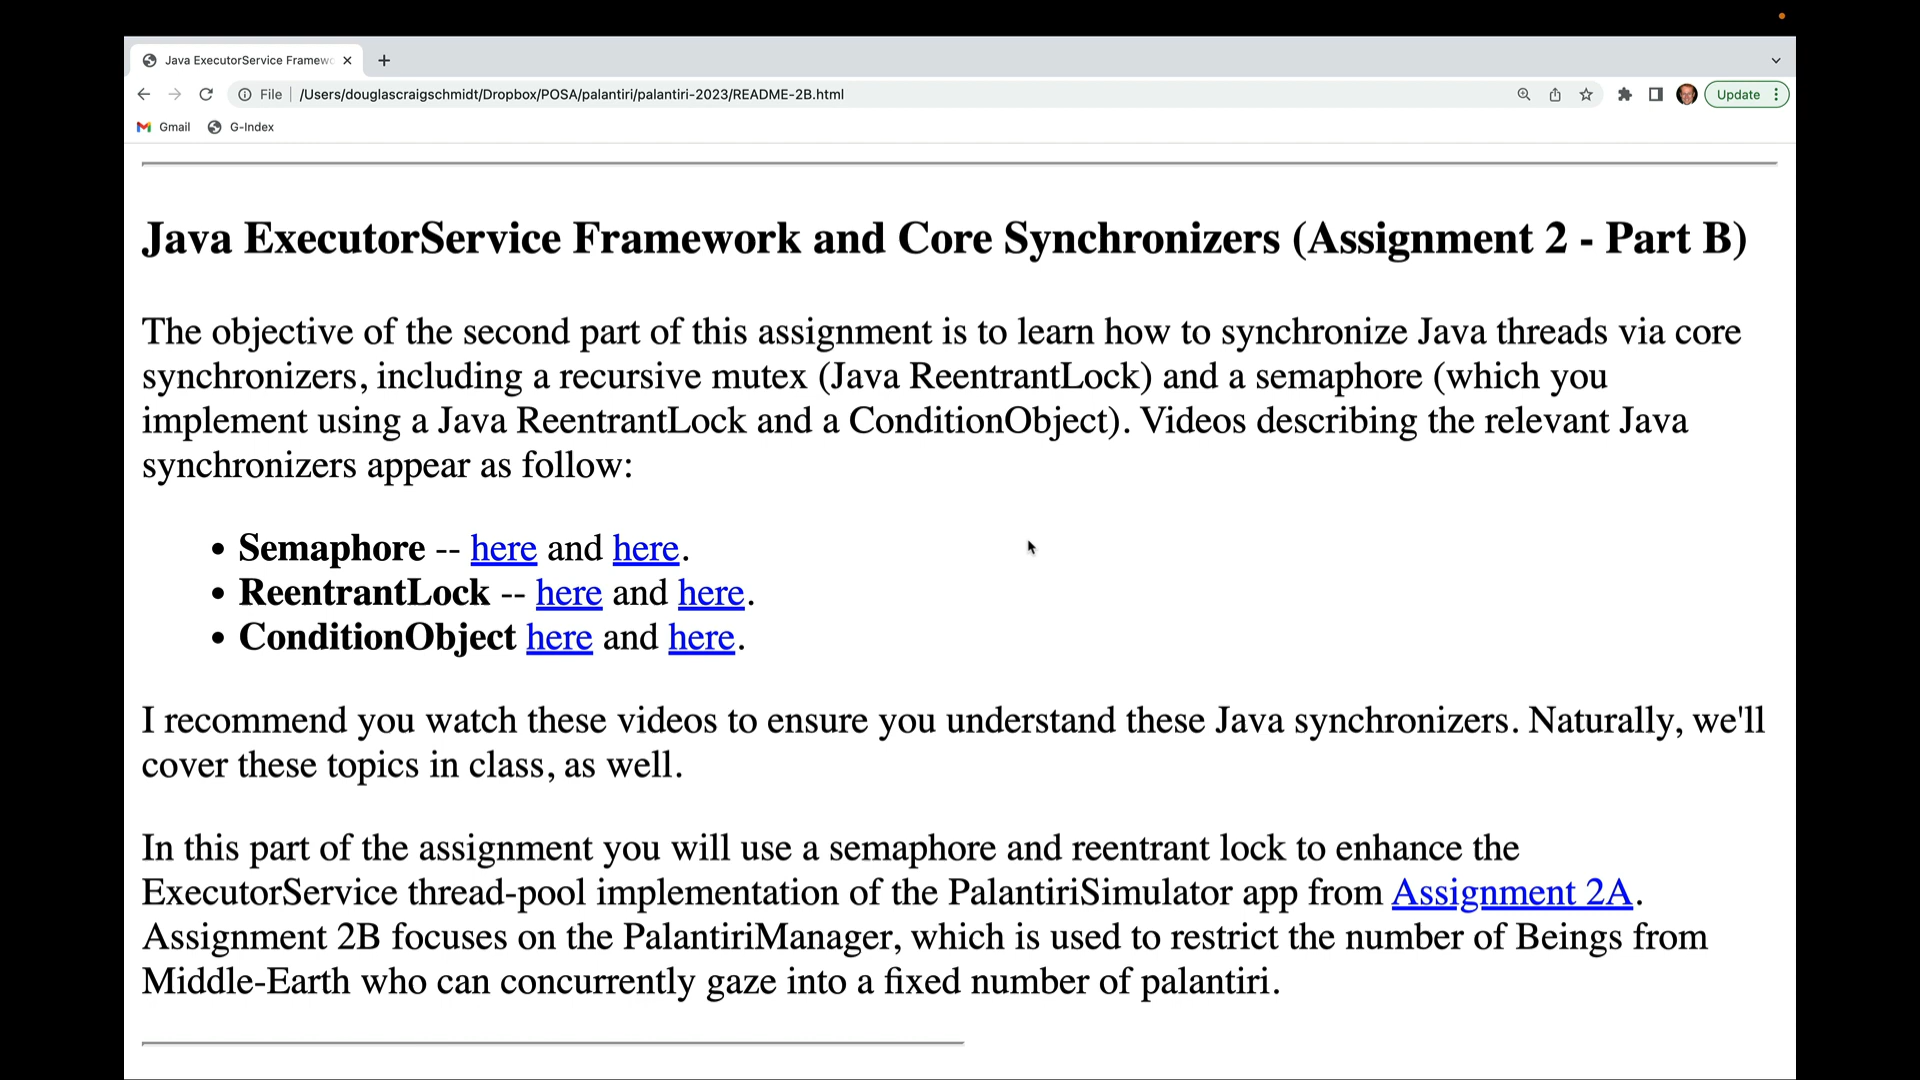 Java ExecutorService Framewo
File
/Users/douglascraigschmidt/Dropbox/POSA/palantiri/palantiri-2023/README-2B.html
Update
Gmail
G-Index
Java ExecutorService Framework and Core Synchronizers (Assignment 2 - Part B)
The objective of the second part of this assignment is to learn how to synchronize Java threads via core
synchronizers, including a recursive mutex (Java ReentrantLock) and a semaphore (which you
implement using a Java ReentrantLock and a ConditionObject). Videos describing the relevant Java
synchronizers appear as follow:
• Semaphore -- here and here.
• ReentrantLock -- here and here.
• ConditionObject here and here.
I recommend you watch these videos to ensure you understand these Java synchronizers. Naturally, we'll
cover these topics in class, as well.
In this part of the assignment you will use a semaphore and reentrant lock to enhance the
ExecutorService thread-pool implementation of the PalantiriSimulator app from Assignment 2A.
Assignment 2B focuses on the PalantiriManager, which is used to restrict the number of Beings from
Middle-Earth who can concurrently gaze into a fixed number of palantiri.